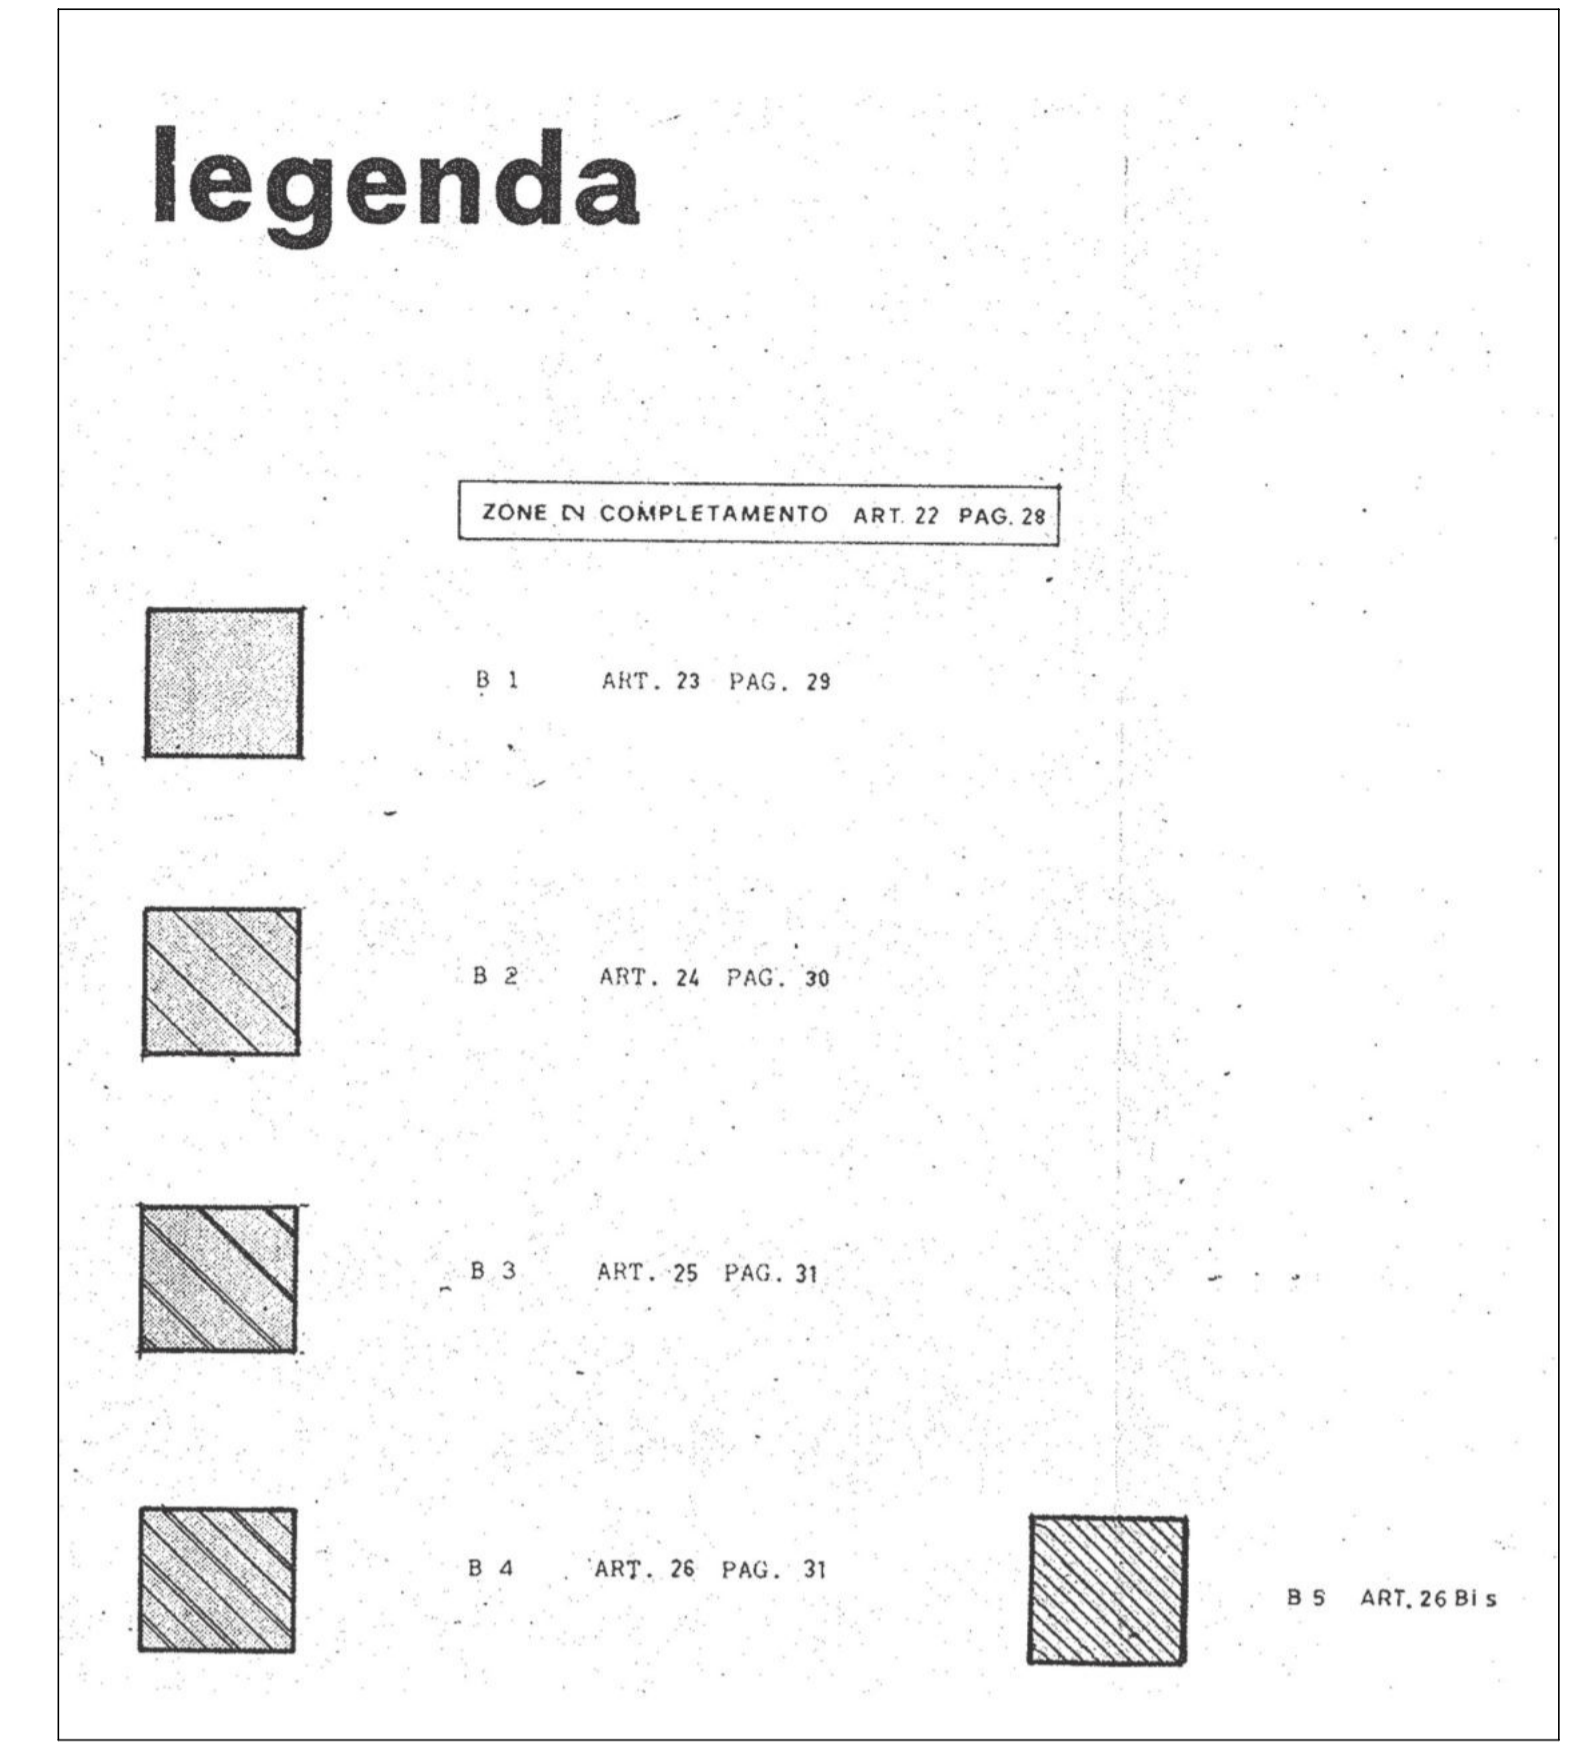 legenda
ZONE DI COMPLETAMENTO ART. 22 PAG. 28
B 1 ART. 23 PAG. 29
B 2 ART. 24 PAG. 30
B 3 ART. 25 PAG. 31
B 4 ART. 26 PAG. 31
B 5 ART. 26 Bis